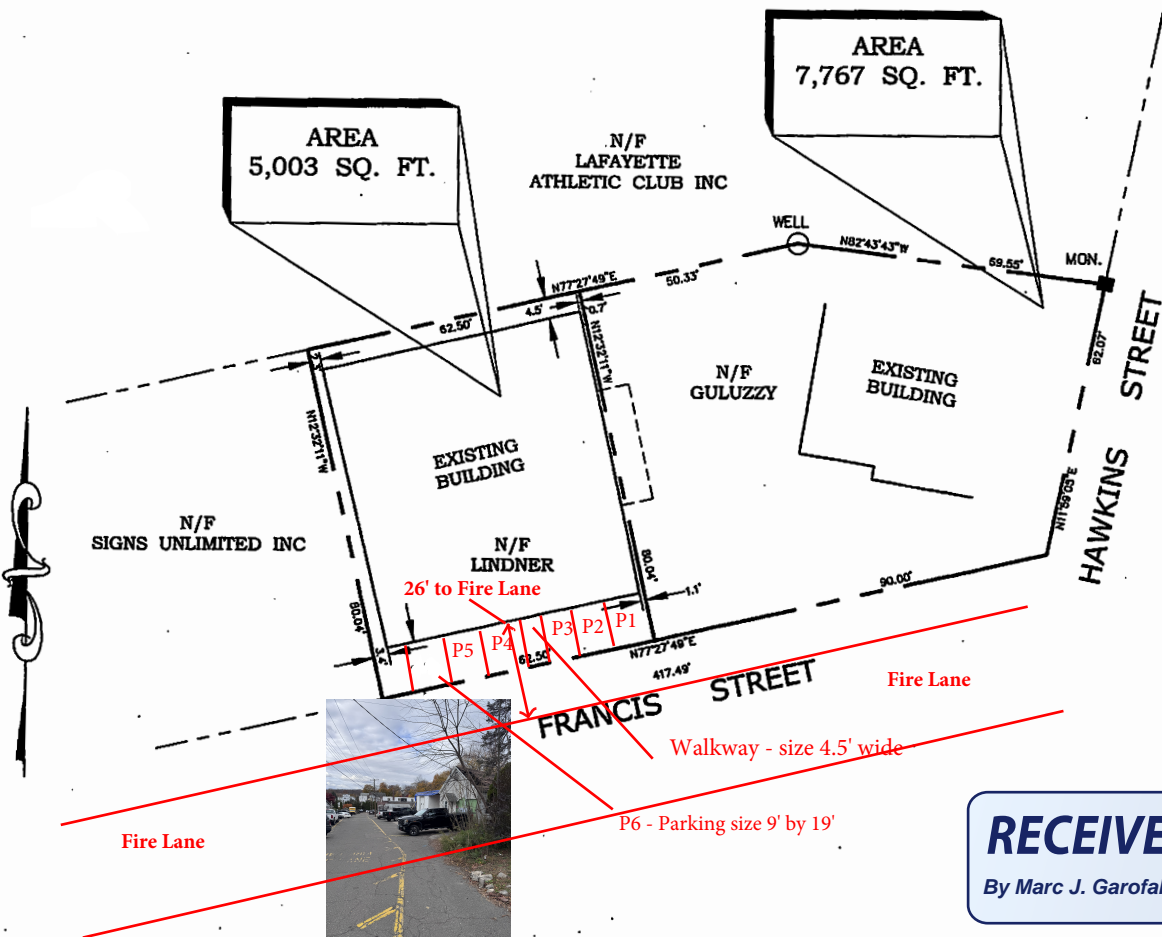 AREA
5,003 SQ. FT.
AREA
7,767 SQ. FT.
N/F
LAFAYETTE
ATHLETIC CLUB INC
WELL
N82°43'43"W
69.55'
MON.
N77°27'49"E
50.33'
62.50'
4.5'
0.7'
N12°32'11"W
62.07'
HAWKINS STREET
N/F
GULUZZY
EXISTING
BUILDING
N12°32'11"W
EXISTING
BUILDING
N11°59'05"E
N/F
SIGNS UNLIMITED INC
N/F
LINDNER
80.04'
80.04'
90.00'
1.1'
3.4'
26' to Fire Lane
P5
P4
P3
P2
P1
62.50'
N77°27'49"E
417.49'
FRANCIS STREET
Fire Lane
Walkway - size 4.5' wide
P6 - Parking size 9' by 19'
Fire Lane
RECEIVE
By Marc J. Garofal